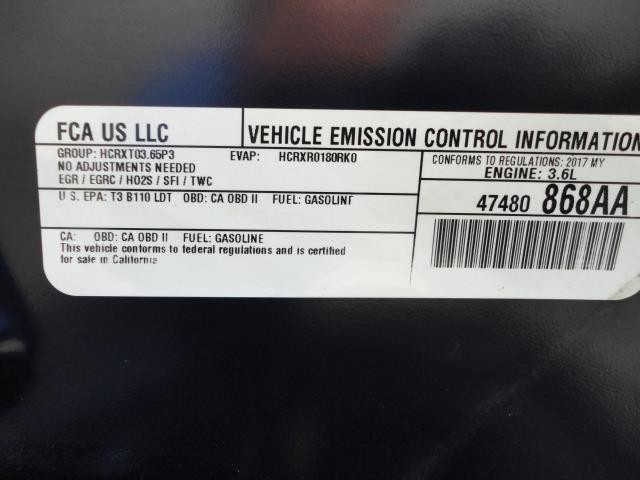 FCA US LLC
VEHICLE EMISSION CONTROL INFORMATION
GROUP: HCRXT03.65P3 EVAP: HCRXR0180RK0
NO ADJUSTMENTS NEEDED
EGR / EGRC / HO2S / SFI / TWC
CONFORMS TO REGULATIONS: 2017 MY
ENGINE: 3.6L
U S. EPA: T3 B110 LDT OBD: CA OBD II FUEL: GASOLINE
47480 868AA
CA: OBD: CA OBD II FUEL: GASOLINE
This vehicle conforms to federal regulations and is certified
for sale in California